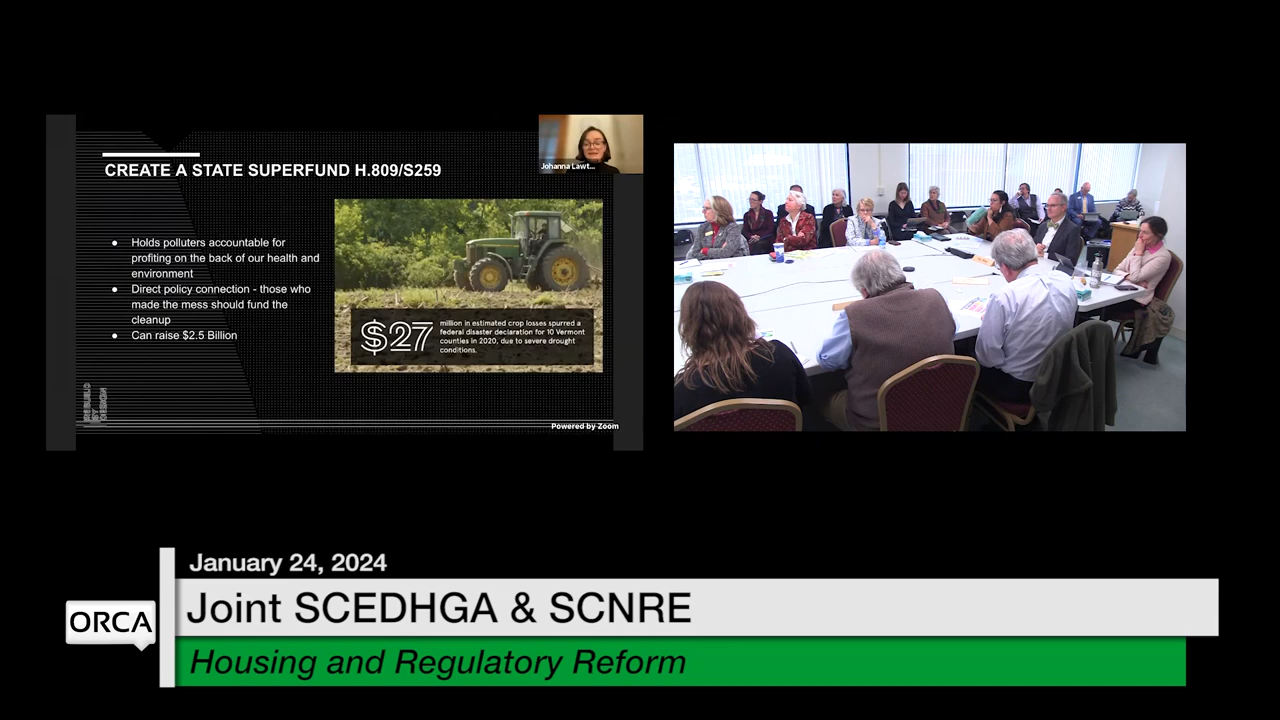 CREATE A STATE SUPERFUND H.809/S259
Johanna Lawt...
● Holds polluters accountable for
profiting on the back of our health and
environment
● Direct policy connection - those who
made the mess should fund the
cleanup
● Can raise $2.5 Billion
$27
million in estimated crop losses spurred a
federal disaster declaration for 10 Vermont
counties in 2020, due to severe drought
conditions.
REBUILD
BY
DESIGN
Powered by Zoom
January 24, 2024
ORCA
Joint SCEDHGA & SCNRE
Housing and Regulatory Reform